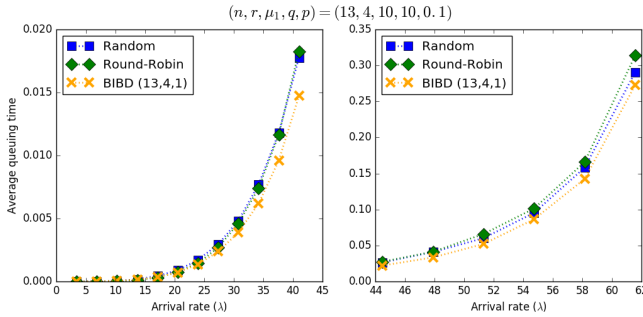 (n, r, μ₁, q, p) = (13, 4, 10, 10, 0.1)
Average queuing time
0.020
0.015
0.010
0.005
0.000
Random
Round-Robin
BIBD (13,4,1)
0 5 10 15 20 25 30 35 40 45
Arrival rate (λ)
0.35
0.30
0.25
0.20
0.15
0.10
0.05
0.00
Random
Round-Robin
BIBD (13,4,1)
44 46 48 50 52 54 56 58 60 62
Arrival rate (λ)